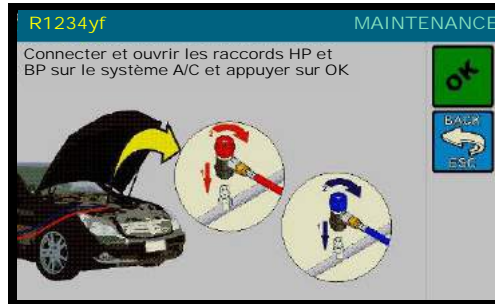 R1234yf MAINTENANCE
Connecter et ouvrir les raccords HP et
BP sur le système A/C et appuyer sur OK
OK
BACK
ESC